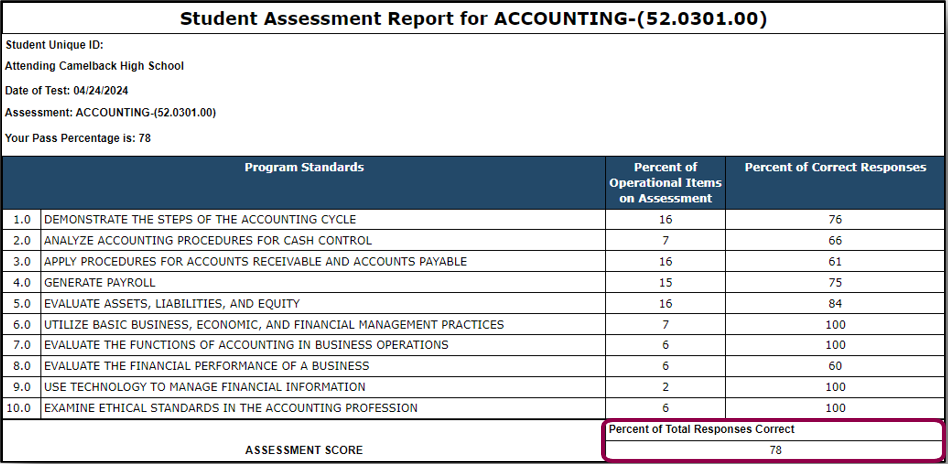 Student Assessment Report for ACCOUNTING-(52.0301.00)
Student Unique ID:
Attending Camelback High School
Date of Test: 04/24/2024
Assessment: ACCOUNTING-(52.0301.00)
Your Pass Percentage is: 78
Program Standards Percent of Operational Items on Assessment Percent of Correct Responses
1.0 DEMONSTRATE THE STEPS OF THE ACCOUNTING CYCLE 16 76
2.0 ANALYZE ACCOUNTING PROCEDURES FOR CASH CONTROL 7 66
3.0 APPLY PROCEDURES FOR ACCOUNTS RECEIVABLE AND ACCOUNTS PAYABLE 16 61
4.0 GENERATE PAYROLL 15 75
5.0 EVALUATE ASSETS, LIABILITIES, AND EQUITY 16 84
6.0 UTILIZE BASIC BUSINESS, ECONOMIC, AND FINANCIAL MANAGEMENT PRACTICES 7 100
7.0 EVALUATE THE FUNCTIONS OF ACCOUNTING IN BUSINESS OPERATIONS 6 100
8.0 EVALUATE THE FINANCIAL PERFORMANCE OF A BUSINESS 6 60
9.0 USE TECHNOLOGY TO MANAGE FINANCIAL INFORMATION 2 100
10.0 EXAMINE ETHICAL STANDARDS IN THE ACCOUNTING PROFESSION 6 100
Percent of Total Responses Correct
ASSESSMENT SCORE 78